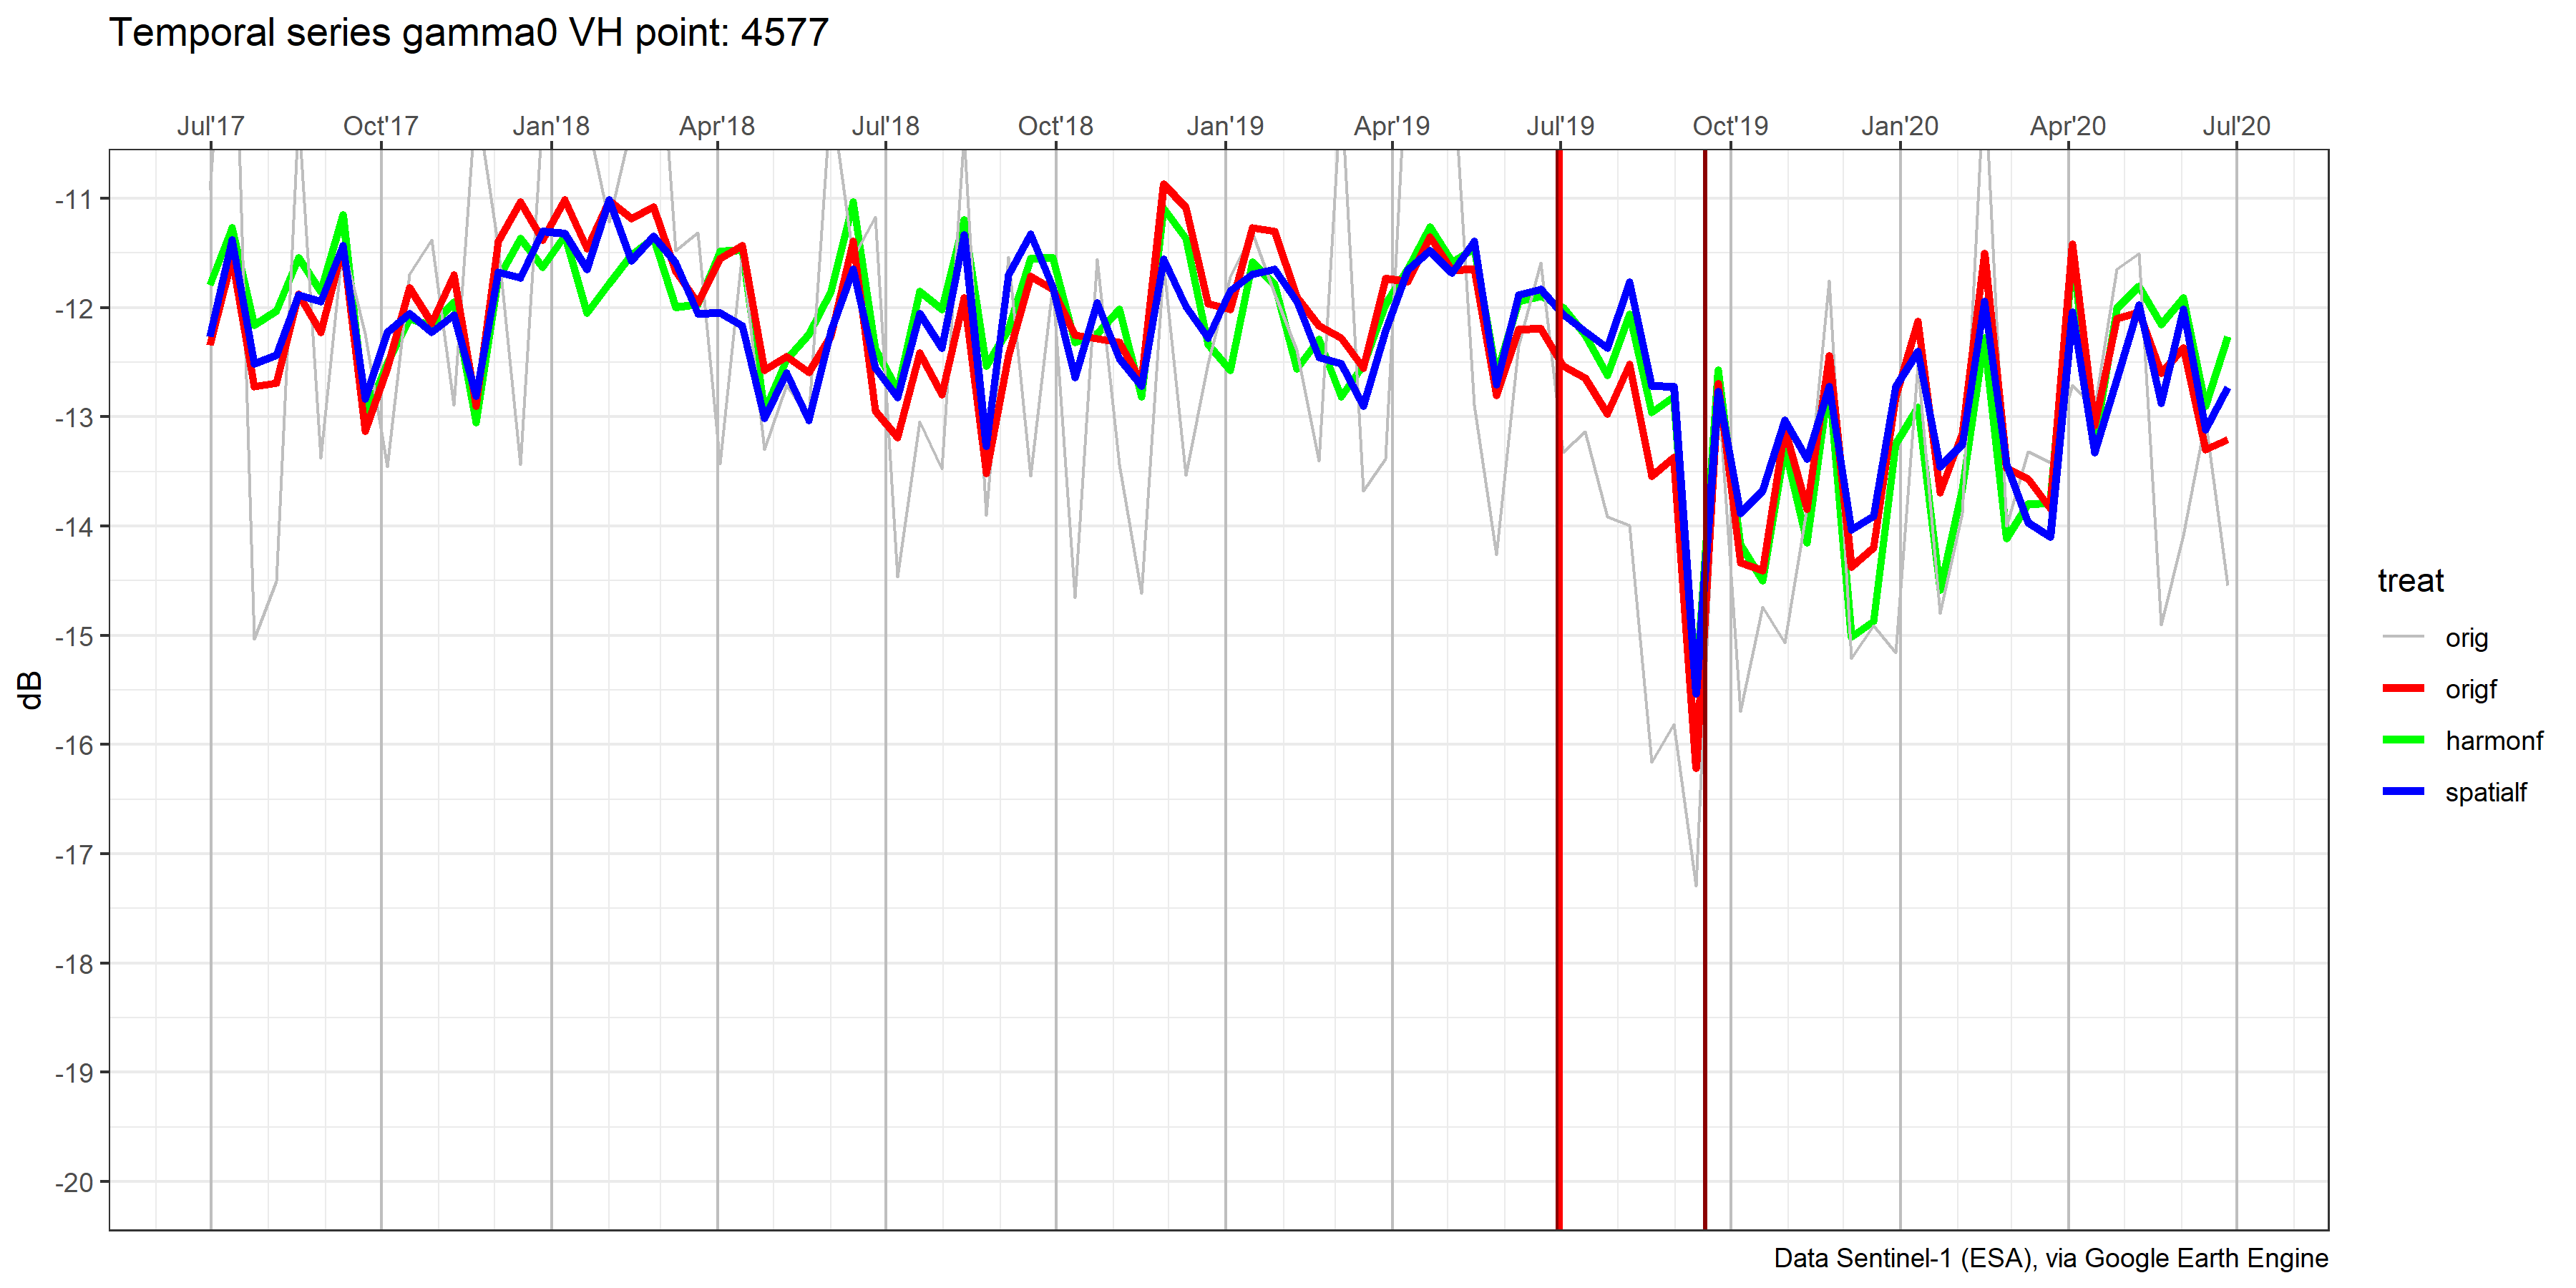 Temporal series gamma0 VH point: 4577
Jul'17 Oct'17 Jan'18 Apr'18 Jul'18 Oct'18 Jan'19 Apr'19 Jul'19 Oct'19 Jan'20 Apr'20 Jul'20
-11
-12
-13
-14
-15
-16
-17
-18
-19
-20
dB
treat
orig
origf
harmonf
spatialf
Data Sentinel-1 (ESA), via Google Earth Engine